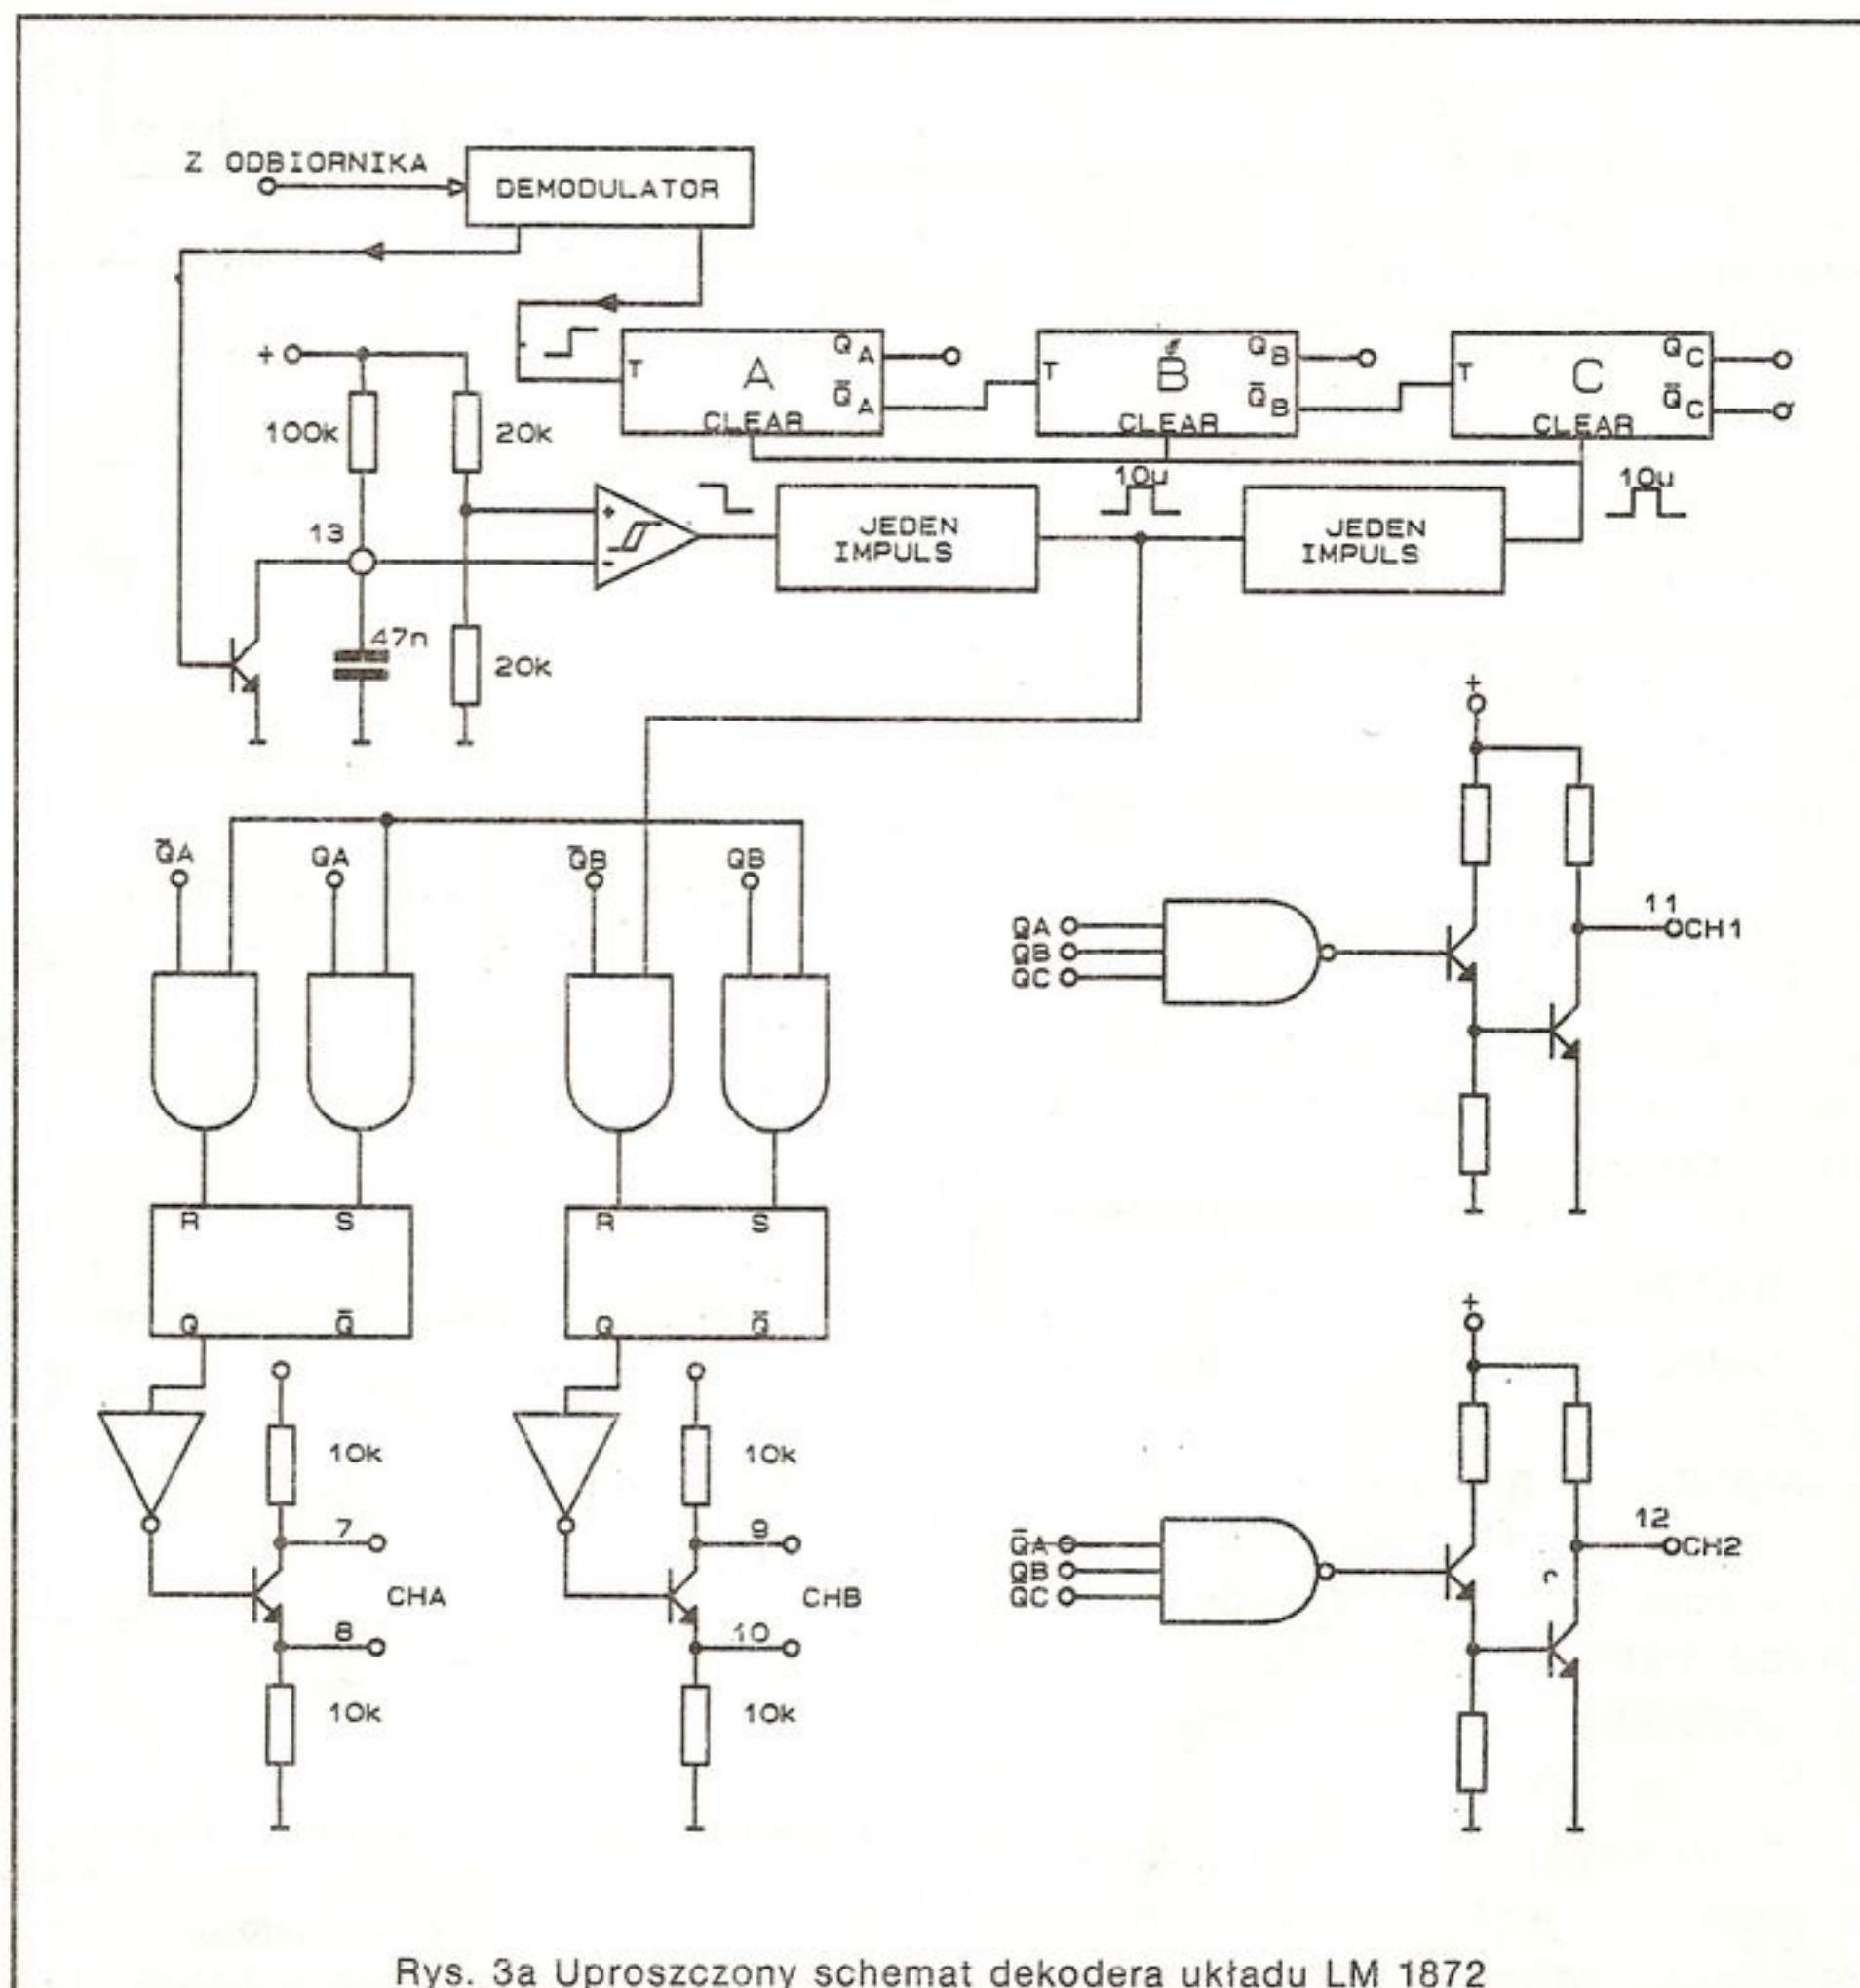 Z ODBIORNIKA
DEMODULATOR
+
T
A
QA
Q̄A
CLEAR
T
B
QB
Q̄B
CLEAR
T
C
QC
Q̄C
CLEAR
100k
20k
10u
10u
13
+
-
JEDEN
IMPULS
JEDEN
IMPULS
47n
20k
+
Q̄A
QA
Q̄B
QB
QA
QB
QC
11
CH1
R
S
Q
Q̄
R
S
Q
Q̄
+
10k
10k
7
9
Q̄A
QB
QC
12
CH2
CHA
CHB
8
10
10k
10k
Rys. 3a Uproszczony schemat dekodera układu LM 1872